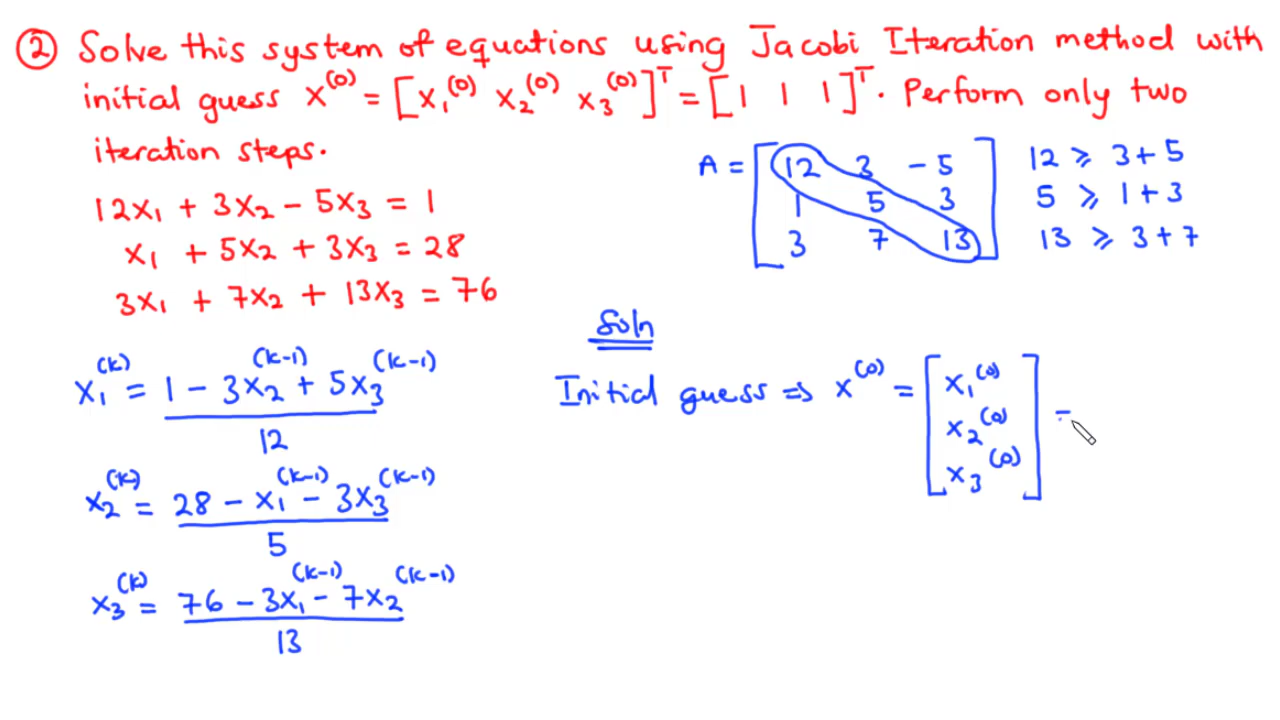 ② Solve this system of equations using Jacobi Iteration method with
initial guess x⁽⁰⁾ = [x₁⁽⁰⁾ x₂⁽⁰⁾ x₃⁽⁰⁾]ᵀ = [1 1 1]ᵀ. Perform only two
iteration steps.
12x₁ + 3x₂ - 5x₃ = 1
x₁ + 5x₂ + 3x₃ = 28
3x₁ + 7x₂ + 13x₃ = 76
A = [12 3 -5
1 5 3
3 7 13]
12 ⩾ 3+5
5 ⩾ 1+3
13 ⩾ 3+7
x₁⁽ᵏ⁾ = 1 - 3x₂⁽ᵏ⁻¹⁾ + 5x₃⁽ᵏ⁻¹⁾
12
x₂⁽ᵏ⁾ = 28 - x₁⁽ᵏ⁻¹⁾ - 3x₃⁽ᵏ⁻¹⁾
5
x₃⁽ᵏ⁾ = 76 - 3x₁⁽ᵏ⁻¹⁾ - 7x₂⁽ᵏ⁻¹⁾
13
Soln
Initial guess ⇒ x⁽⁰⁾ = [x₁⁽⁰⁾
x₂⁽⁰⁾
x₃⁽⁰⁾] =